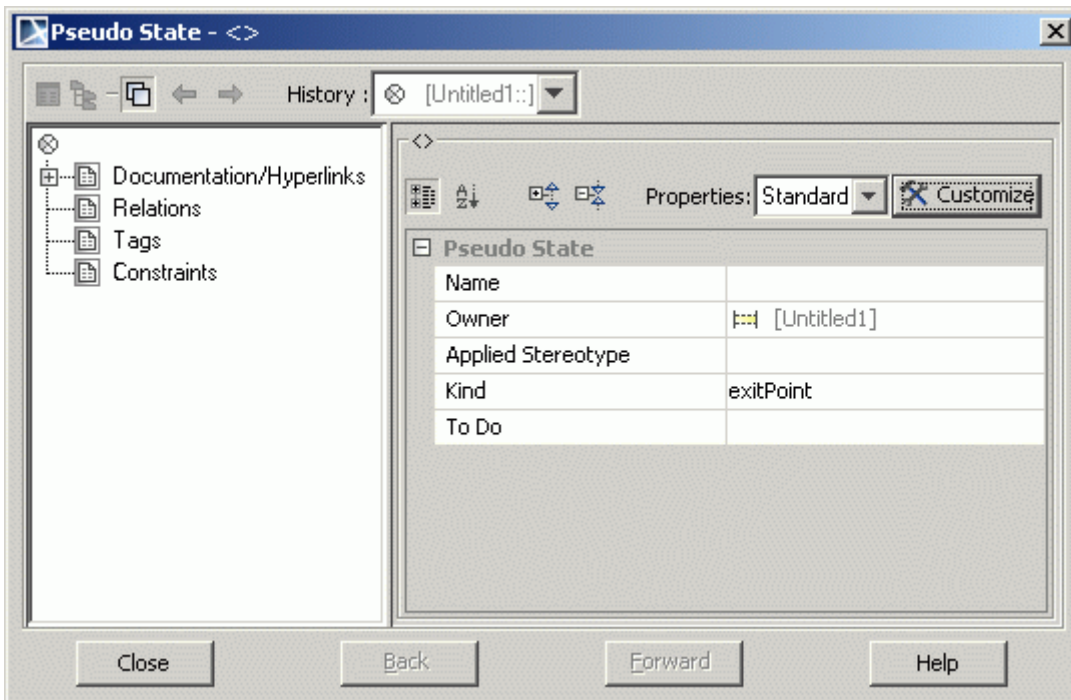 Pseudo State - <>
History : [Untitled1::]
Documentation/Hyperlinks
Relations
Tags
Constraints
<>
Properties: Standard Customize
Pseudo State
Name
Owner [Untitled1]
Applied Stereotype
Kind exitPoint
To Do
Close Back Forward Help